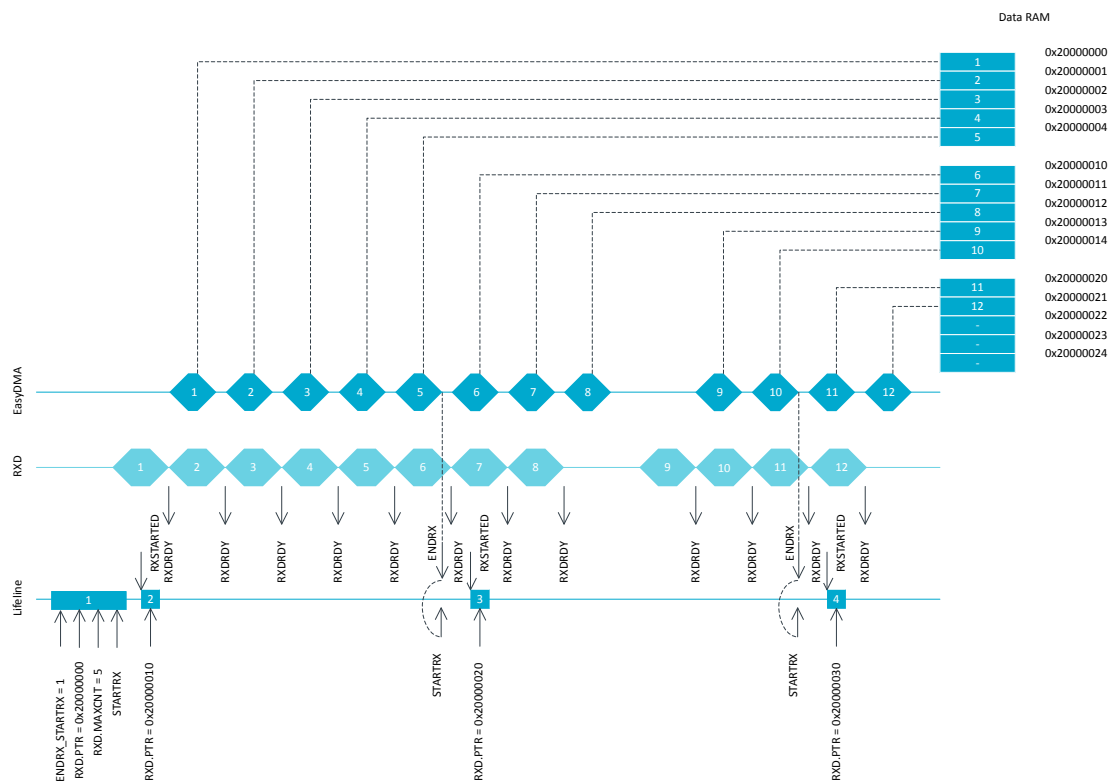 Data RAM
0x20000000
1
0x20000001
2
0x20000002
3
0x20000003
4
0x20000004
5
0x20000010
6
0x20000011
7
0x20000012
8
0x20000013
9
0x20000014
10
0x20000020
11
0x20000021
12
0x20000022
-
0x20000023
-
0x20000024
-
EasyDMA
1 2 3 4 5 6 7 8 9 10 11 12
RXD
1 2 3 4 5 6 7 8 9 10 11 12
RXSTARTED
RXDRDY
RXDRDY
RXDRDY
RXDRDY
RXDRDY
ENDRX
RXDRDY
RXSTARTED
RXDRDY
RXDRDY
RXDRDY
RXDRDY
ENDRX
RXDRDY
RXSTARTED
RXDRDY
Lifeline
1 2 3 4
ENDRX_STARTRX = 1
RXD.PTR = 0x20000000
RXD.MAXCNT = 5
STARTRX
RXD.PTR = 0x20000010
STARTRX
RXD.PTR = 0x20000020
STARTRX
RXD.PTR = 0x20000030